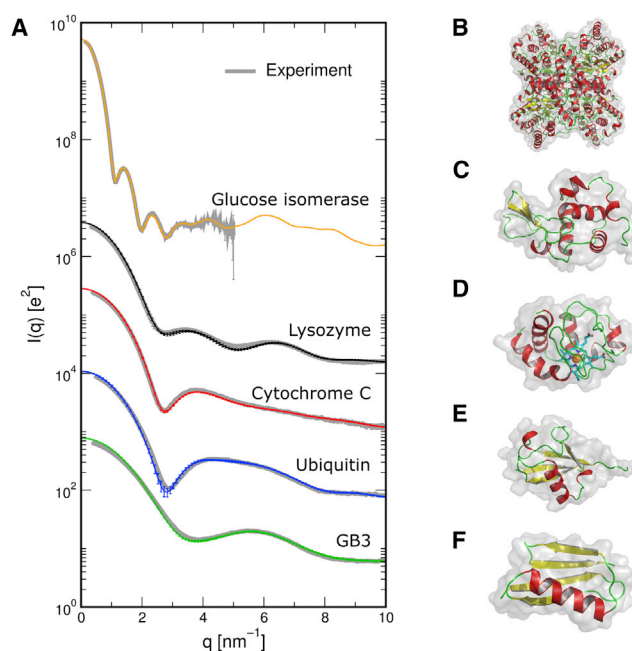 A
B
C
D
E
F
10^10
10^8
10^6
10^4
10^2
10^0
I(q) [e^2]
Experiment
Glucose isomerase
Lysozyme
Cytochrome C
Ubiquitin
GB3
0 2 4 6 8 10
q [nm^-1]